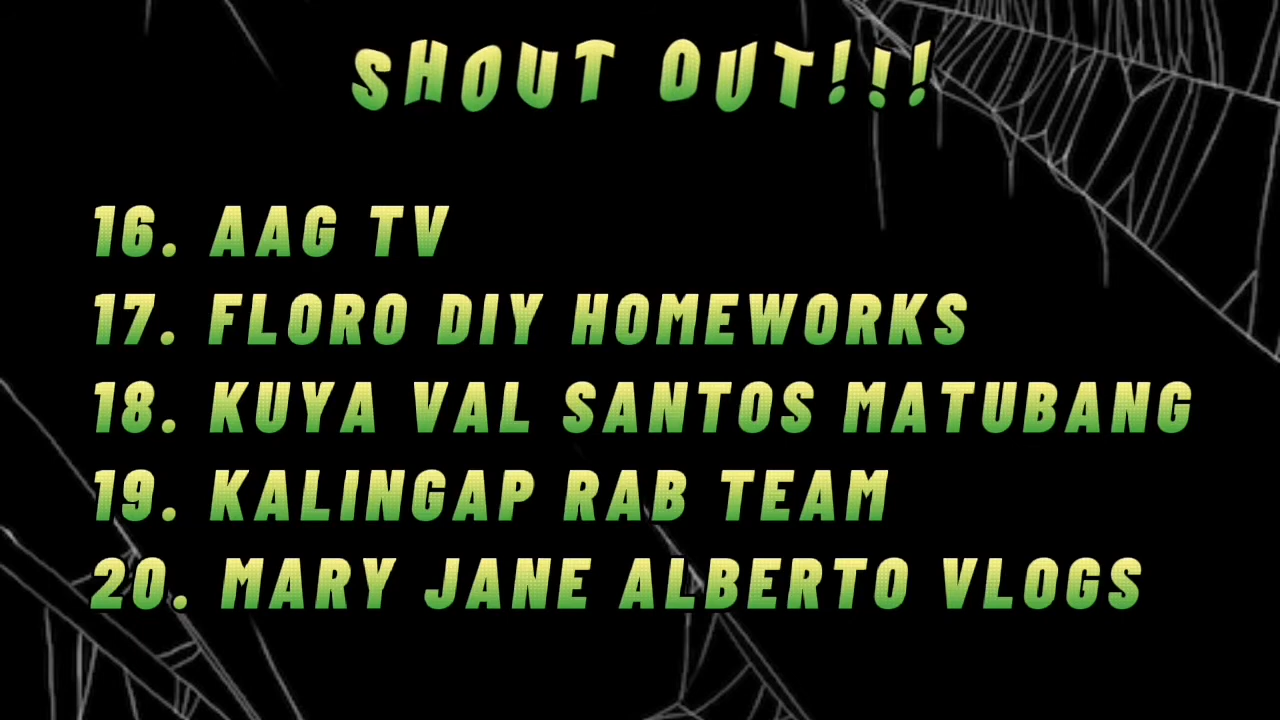 SHOUT OUT!!!
16. AAG TV
17. FLORO DIY HOMEWORKS
18. KUYA VAL SANTOS MATUBANG
19. KALINGAP RAB TEAM
20. MARY JANE ALBERTO VLOGS